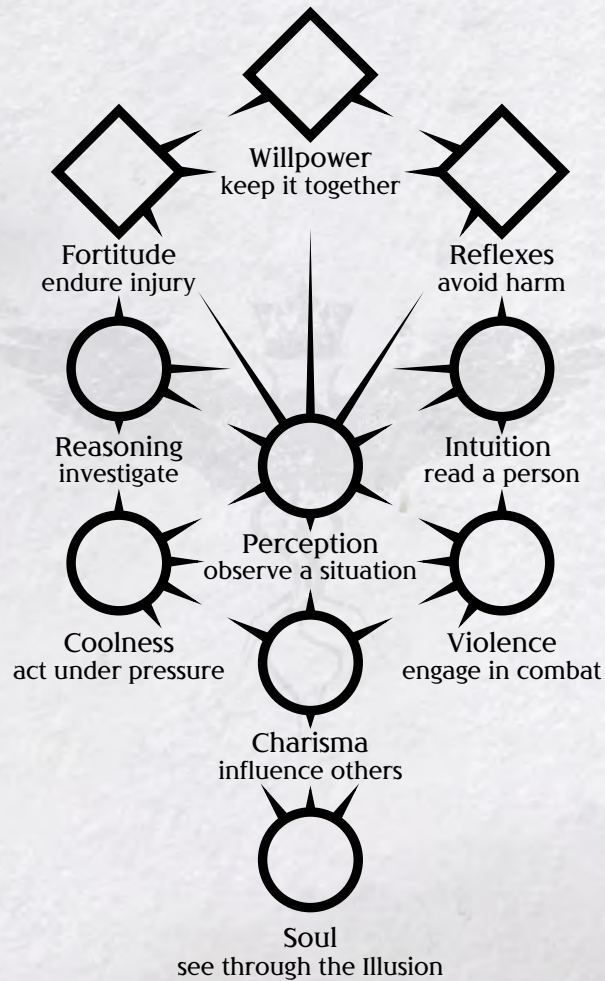 Willpower
keep it together
Fortitude
endure injury
Reflexes
avoid harm
Reasoning
investigate
Intuition
read a person
Perception
observe a situation
Coolness
act under pressure
Violence
engage in combat
Charisma
influence others
Soul
see through the Illusion